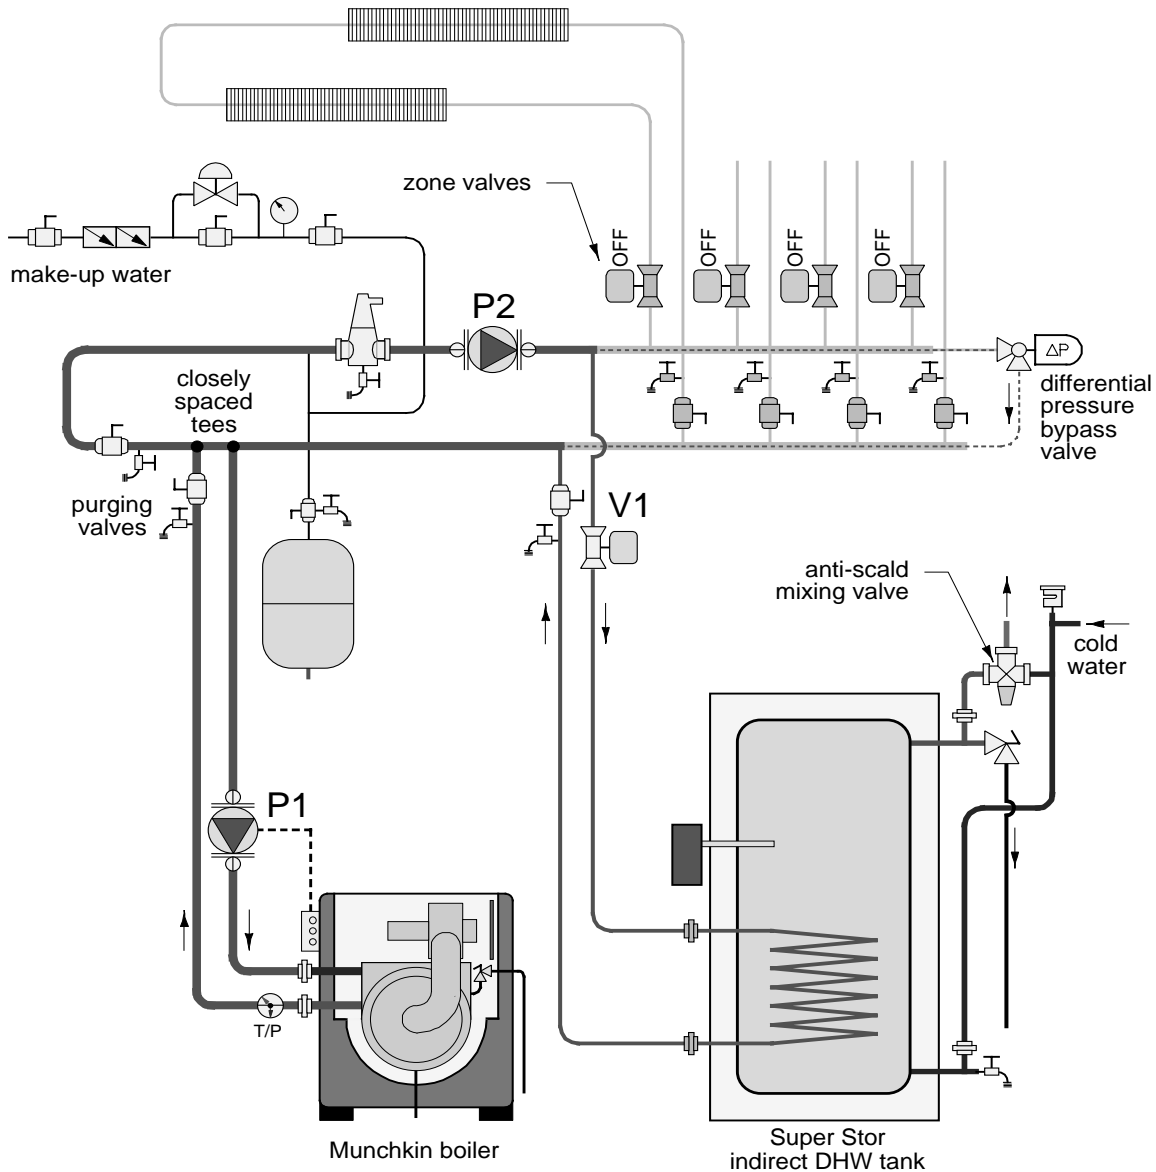 zone valves
OFF
OFF
OFF
OFF
make-up water
P2
ΔP
closely
spaced
tees
differential
pressure
bypass
valve
purging
valves
V1
anti-scald
mixing valve
cold
water
P1
T/P
Munchkin boiler
Super Stor
indirect DHW tank